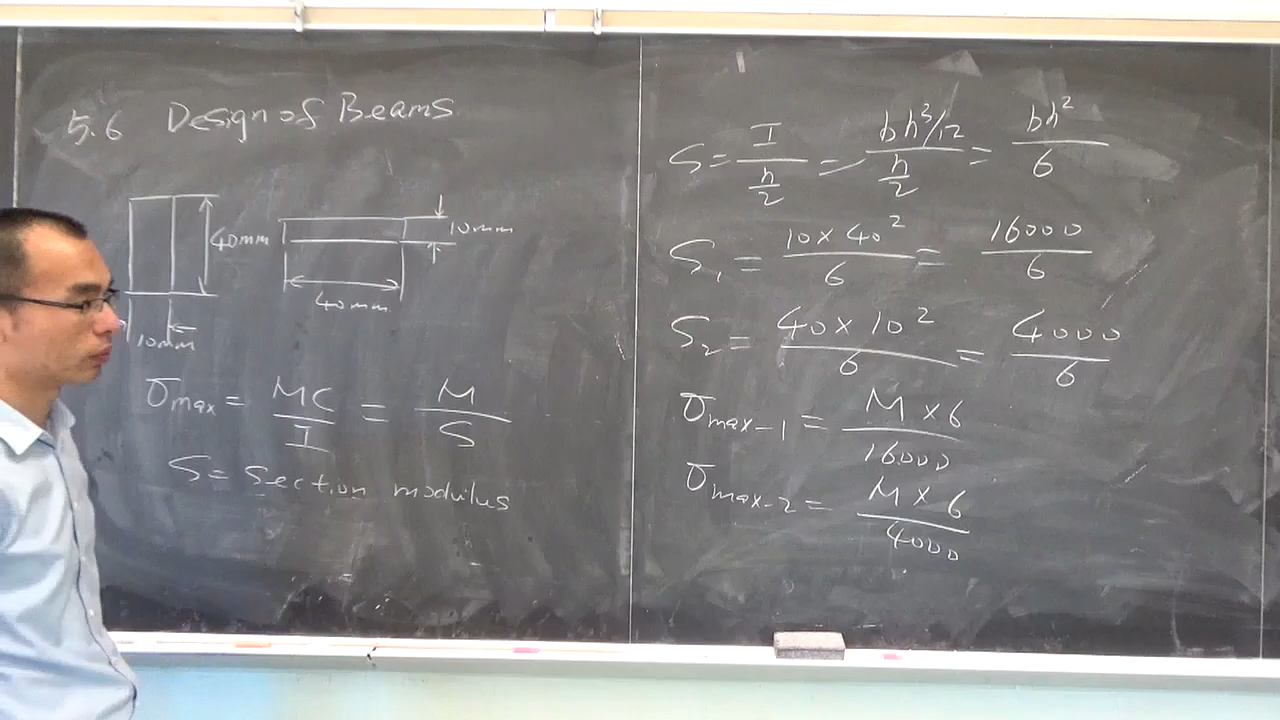 5.6 Design of Beams
40mm
10mm
10mm
40mm
σmax = MC/I = M/S
S = Section modulus
S = I/(h/2) = (bh³/12)/(h/2) = bh²/6
S₁ = 10 × 40²/6 = 16000/6
S₂ = 40 × 10²/6 = 4000/6
σmax-1 = M × 6/16000
σmax-2 = M × 6/4000